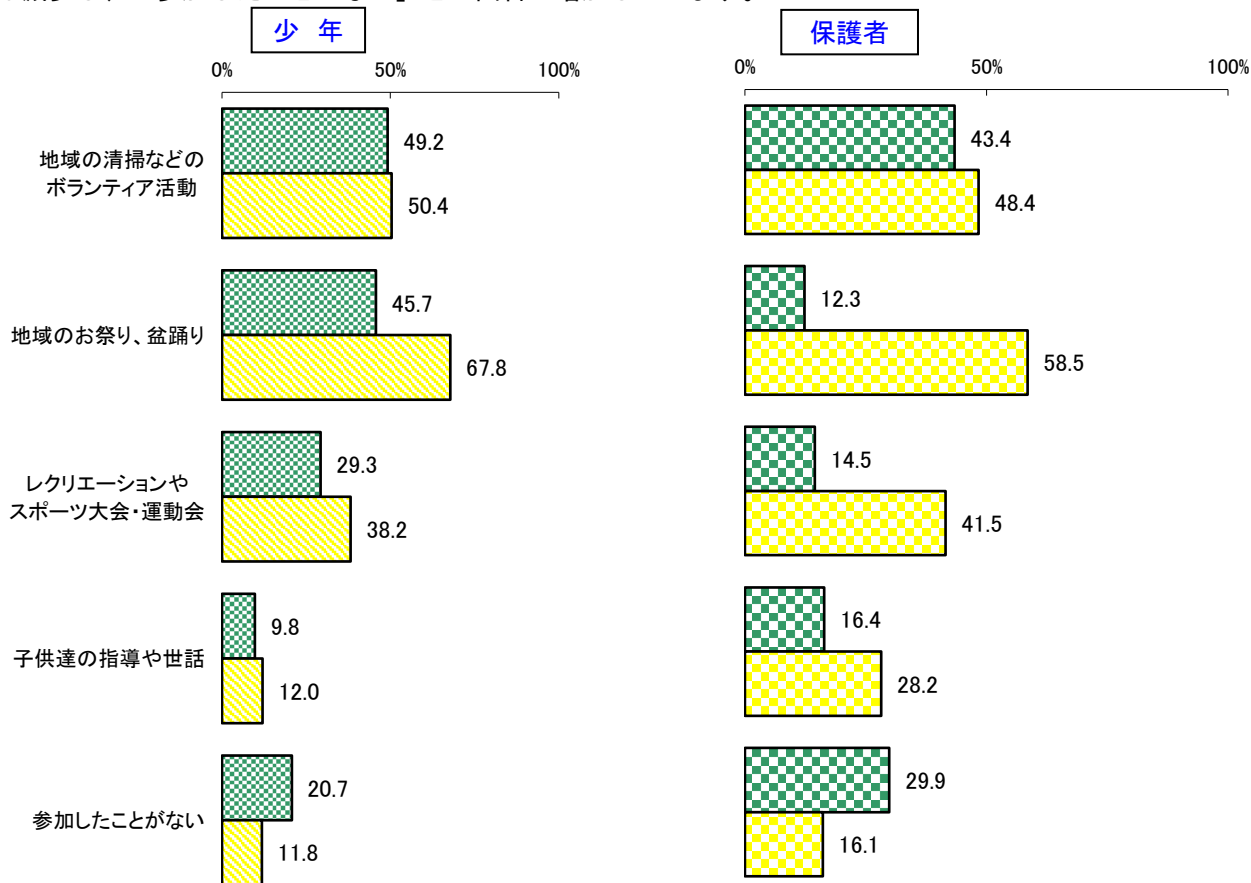 少 年
保護者
0%
50%
100%
0%
50%
100%
地域の清掃などの
ボランティア活動
49.2
50.4
43.4
48.4
地域のお祭り、盆踊り
45.7
67.8
12.3
58.5
レクリエーションや
スポーツ大会・運動会
29.3
38.2
14.5
41.5
子供達の指導や世話
9.8
12.0
16.4
28.2
参加したことがない
20.7
11.8
29.9
16.1